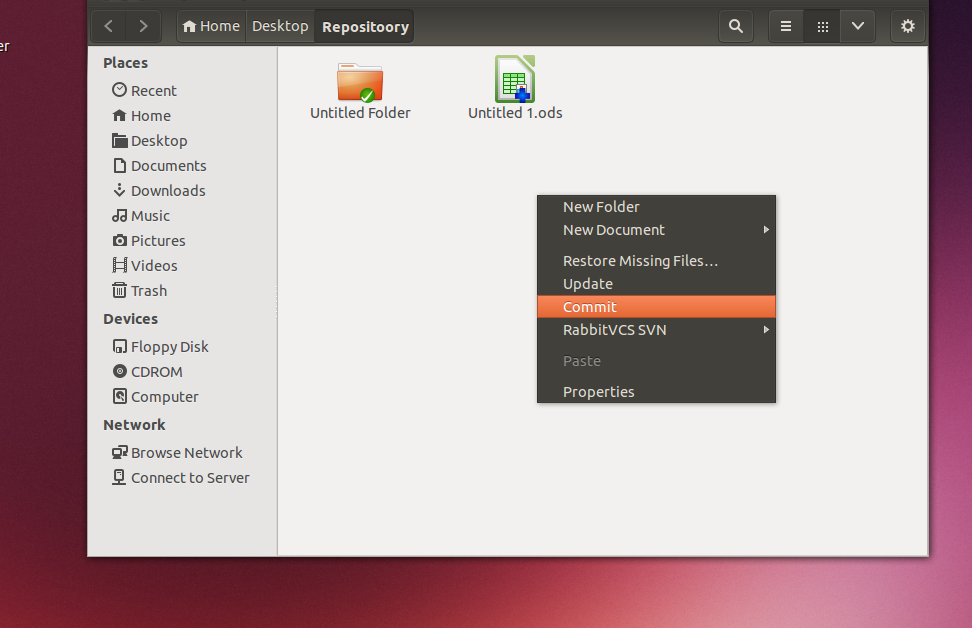 er
Home Desktop Repositoory
Places
Recent
Home
Desktop
Documents
Downloads
Music
Pictures
Videos
Trash
Devices
Floppy Disk
CDROM
Computer
Network
Browse Network
Connect to Server
Untitled Folder
Untitled 1.ods
New Folder
New Document
Restore Missing Files...
Update
Commit
RabbitVCS SVN
Paste
Properties